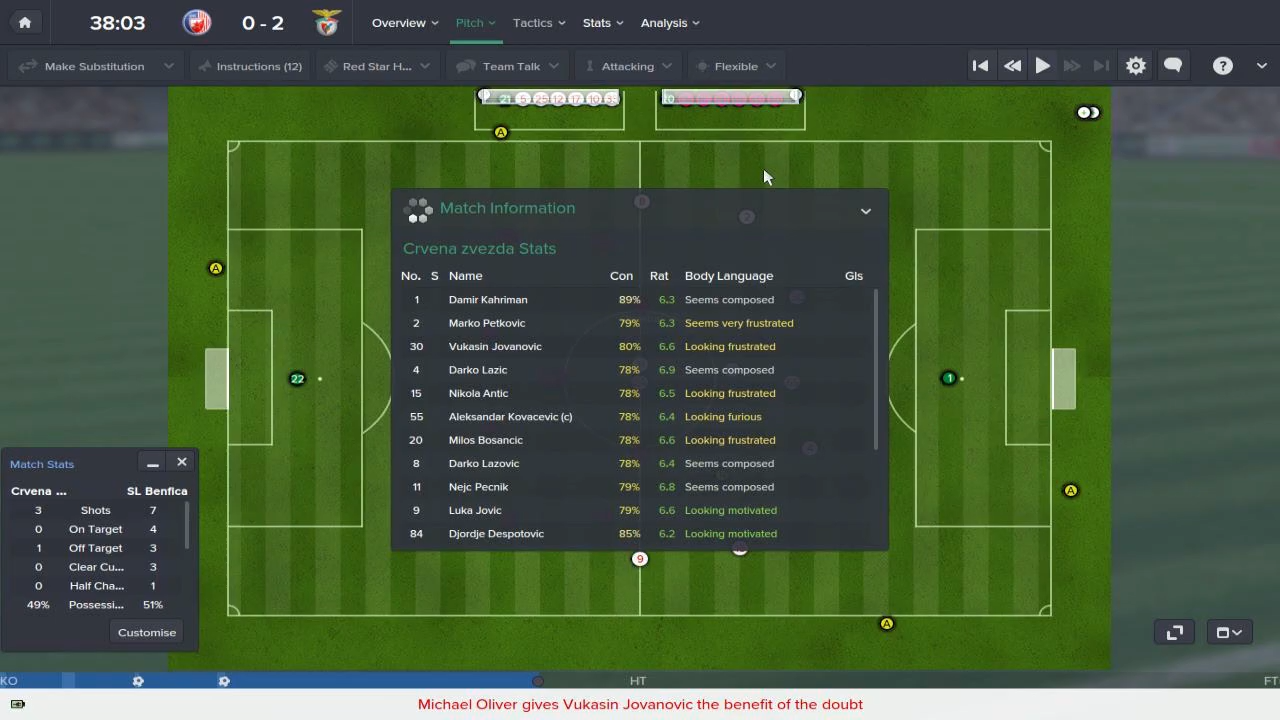 38:03 0 - 2 Overview Pitch Tactics Stats Analysis
Make Substitution Instructions (12) Red Star H... Team Talk Attacking Flexible ?
A
A
Match Information
Crvena zvezda Stats
No. S Name Con Rat Body Language Gls
1 Damir Kahriman 89% 6.3 Seems composed
2 Marko Petkovic 79% 6.3 Seems very frustrated
30 Vukasin Jovanovic 80% 6.6 Looking frustrated
4 Darko Lazic 78% 6.9 Seems composed
15 Nikola Antic 78% 6.5 Looking frustrated
55 Aleksandar Kovacevic (c) 78% 6.4 Looking furious
20 Milos Bosancic 78% 6.6 Looking frustrated
8 Darko Lazovic 78% 6.4 Seems composed
11 Nejc Pecnik 79% 6.8 Seems composed
9 Luka Jovic 79% 6.6 Looking motivated
84 Djordje Despotovic 85% 6.2 Looking motivated
22
1
2
9
A
A
Match Stats
Crvena ... SL Benfica
3 Shots 7
0 On Target 4
1 Off Target 3
0 Clear Cu... 3
0 Half Cha... 1
49% Possessi... 51%
Customise
KO HT FT
Michael Oliver gives Vukasin Jovanovic the benefit of the doubt